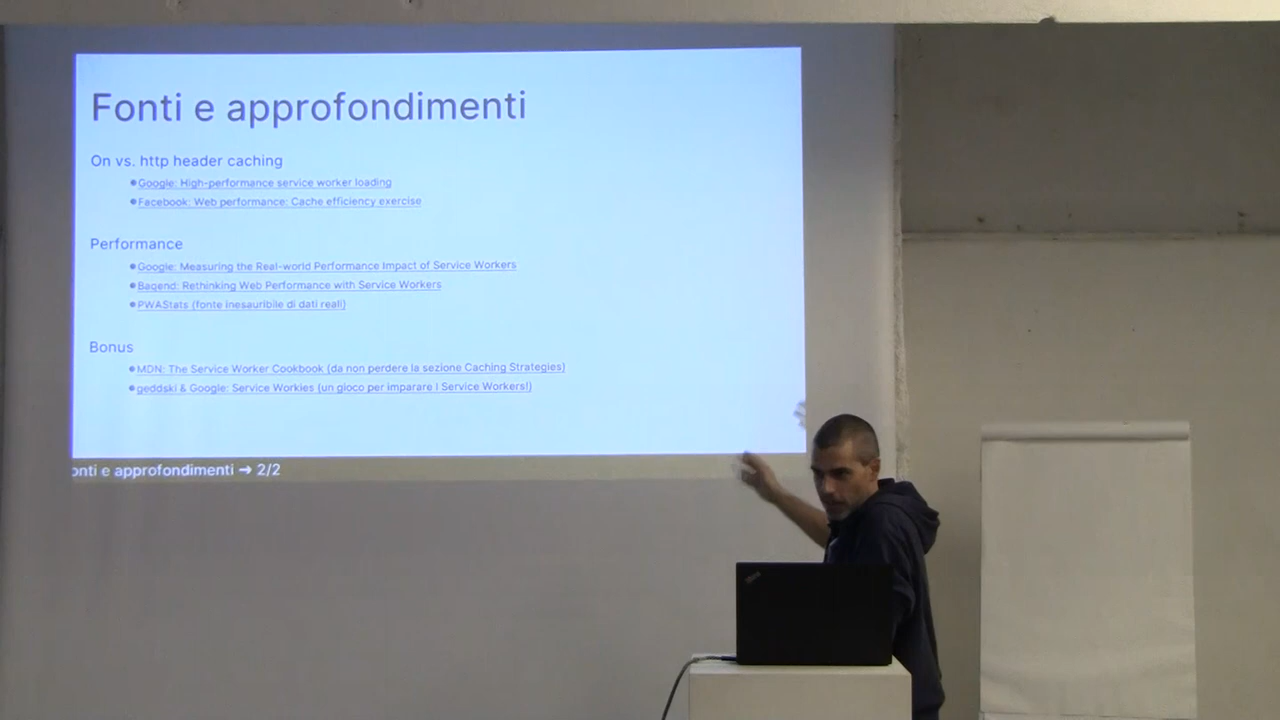 Fonti e approfondimenti
On vs. http header caching
Google: High-performance service worker loading
Facebook: Web performance: Cache efficiency exercise
Performance
Google: Measuring the Real-world Performance Impact of Service Workers
Baqend: Rethinking Web Performance with Service Workers
PWAStats (fonte inesauribile di dati reali)
Bonus
MDN: The Service Worker Cookbook (da non perdere la sezione Caching Strategies)
geddski & Google: Service Workies (un gioco per imparare i Service Workers!)
onti e approfondimenti → 2/2